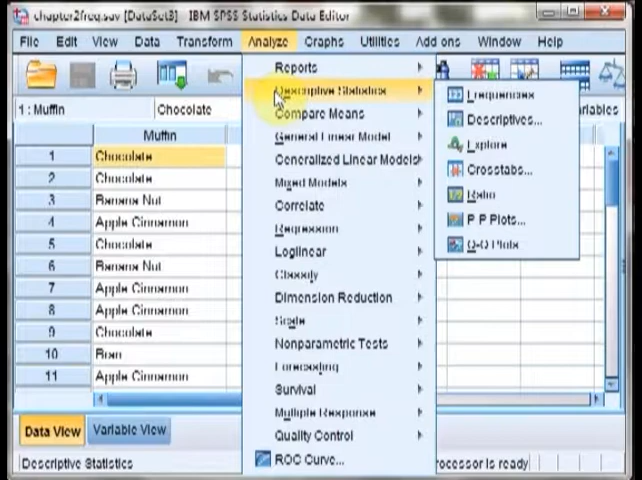 chapter2freq.sav [DataSet3] - IBM SPSS Statistics Data Editor
File Edit View Data Transform Analyze Graphs Utilities Add ons Window Help
1 : Muffin Chocolate
Muffin
1 Chocolate
2 Chocolate
3 Banana Nut
4 Apple Cinnamon
5 Chocolate
6 Banana Nut
7 Apple Cinnamon
8 Apple Cinnamon
9 Chocolate
10 Bran
11 Apple Cinnamon
Reports
Descriptive Statistics
Compare Means
General Linear Model
Generalized Linear Models
Mixed Models
Correlate
Regression
Loglinear
Classify
Dimension Reduction
Scale
Nonparametric Tests
Forecasting
Survival
Multiple Response
Quality Control
ROC Curve...
Frequencies
Descriptives...
Explore
Crosstabs...
Ratio
P P Plots...
Q-Q Plots
ariables
Data View Variable View
Descriptive Statistics
rocessor is ready